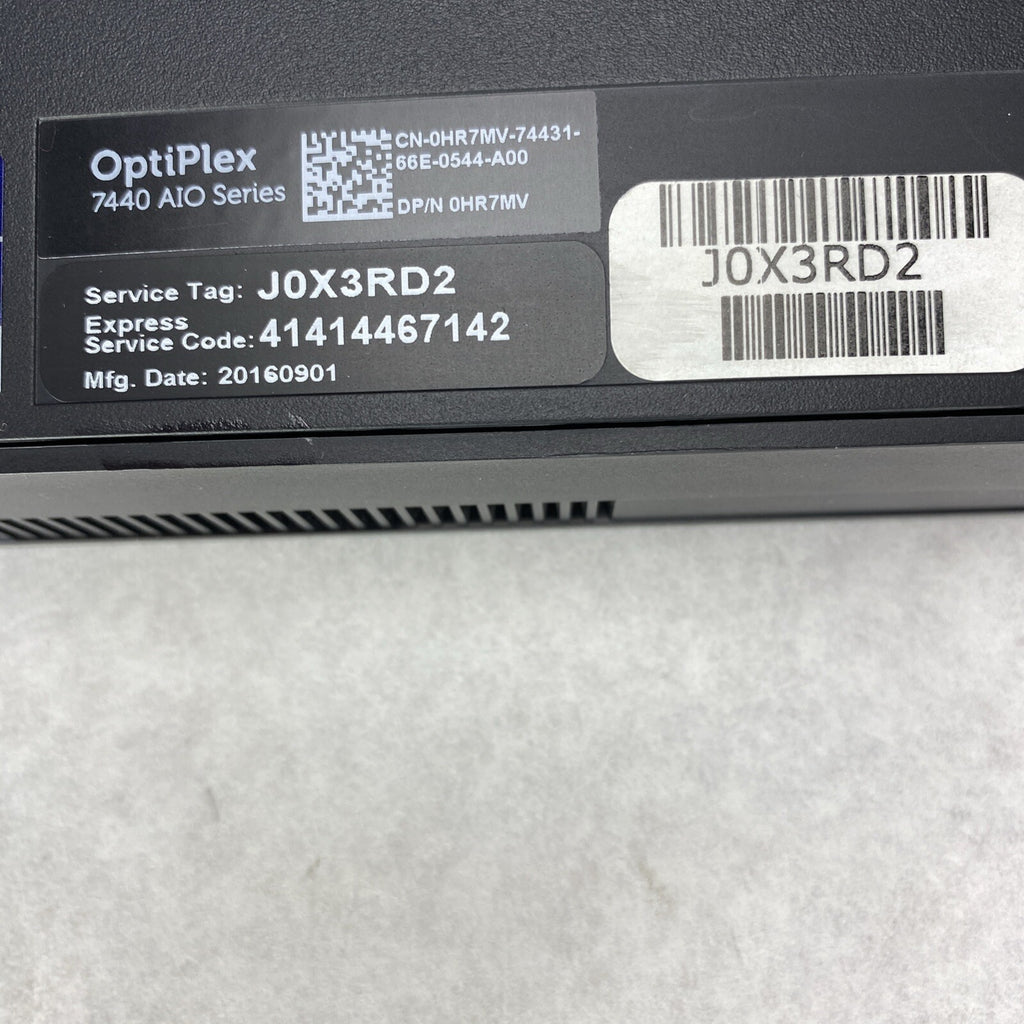 OptiPlex
7440 AIO Series
CN-0HR7MV-74431-
66E-0544-A00
DP/N 0HR7MV
Service Tag: J0X3RD2
Express
Service Code: 41414467142
Mfg. Date: 20160901
J0X3RD2